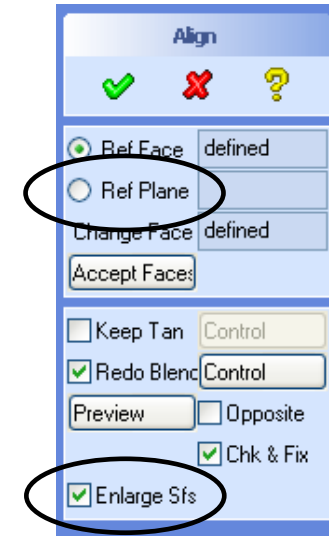 Align
Ref Face defined
Ref Plane
Change Face defined
Accept Faces
Keep Tan Control
Redo Blenc Control
Preview Opposite
Chk & Fix
Enlarge Sfs